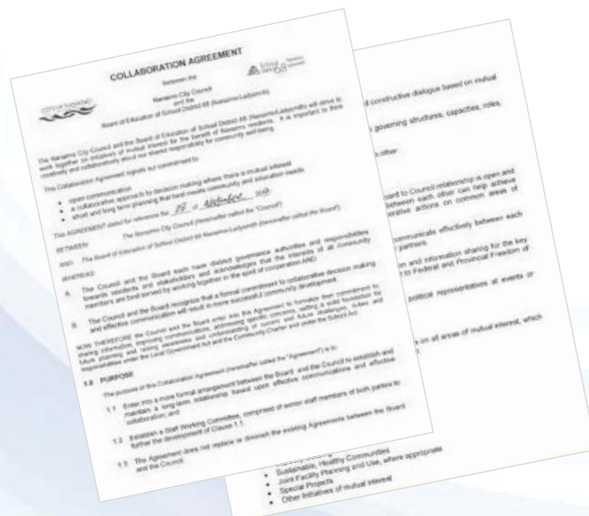 COLLABORATION AGREEMENT
between the
Nanaimo City Council
and the
Board of Education of School District 68 (Nanaimo-Ladysmith)
CITY OF NANAIMO
School District 68
The Nanaimo City Council and the Board of Education of School District 68 (Nanaimo-Ladysmith) will strive to
work together on initiatives of mutual interest for the benefit of Nanaimo residents. It is important to think
creatively and collaboratively about our shared responsibility for community well-being.
This Collaboration Agreement signals our commitment to:
• open communication
• a collaborative approach to decision making where there is mutual interest
• short and long term planning that best meets community and education needs.
This AGREEMENT dated for reference the
BETWEEN: The Nanaimo City Council (hereinafter called the "Council")
AND: The Board of Education of School District 68 Nanaimo-Ladysmith (hereinafter called the Board")
WHEREAS:
A. The Council and the Board each have distinct governance authorities and responsibilities
towards residents and stakeholders and acknowledges that the interests of all community
members are best served by working together in the spirit of cooperation AND
B. The Council and the Board recognize that a formal commitment to collaborative decision making
and effective communication will result in more successful community development.
NOW THEREFORE the Council and the Board enter into this Agreement to formalize their commitment to
sharing information, improving communications, addressing specific concerns, setting a solid foundation for
future planning and raising awareness and understanding of current and future challenges, duties and
responsibilities under the Local Government Act and the Community Charter and under the School Act.
1.0 PURPOSE
The purpose of this Collaboration Agreement (hereinafter called the "Agreement") is to:
1.1 Enter into a more formal arrangement between the Board and the Council to establish and
maintain a long-term relationship based upon effective communications and effective
collaboration; and
1.2 Establish a Staff Working Committee, comprised of senior staff members of both parties to
further the development of Clause 1.1.
1.3 The Agreement does not replace or diminish the existing Agreements between the Board
and the Council.
constructive dialogue based on mutual
governing structures, capacities, roles,
other.
Board to Council relationship is open and
between each other can help achieve
actions on common areas of
communicate effectively between each
partners.
and information sharing for the key
to Federal and Provincial Freedom of
political representatives at events or
on all areas of mutual interest, which
• Sustainable, Healthy Communities
• Joint Facility Planning and Use, where appropriate
• Special Projects
• Other Initiatives of mutual interest